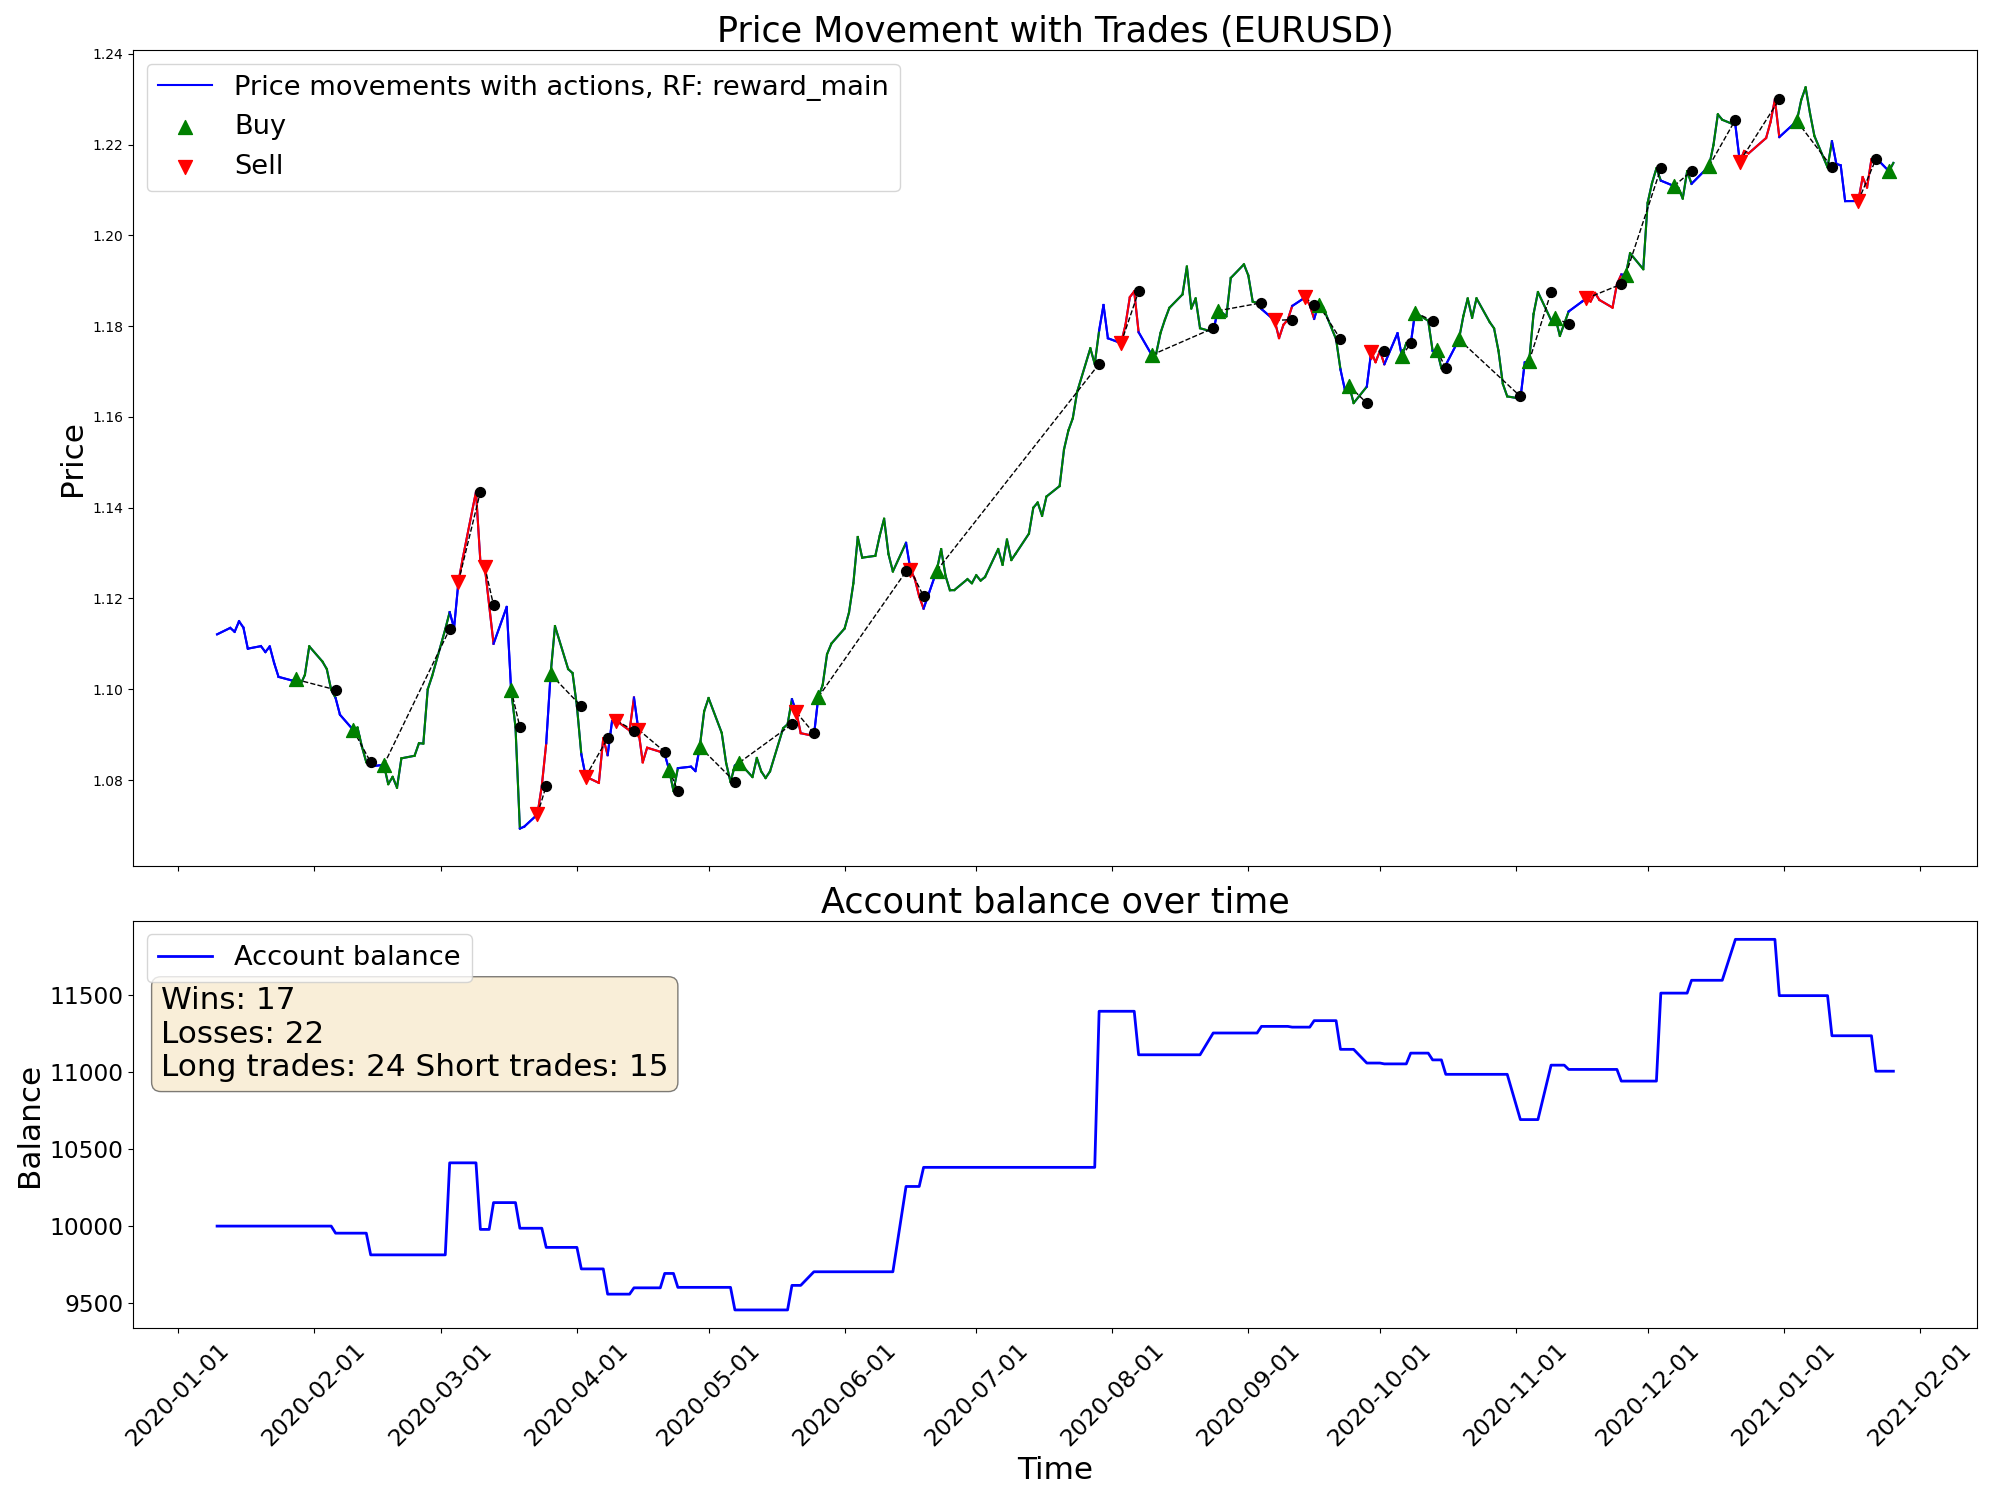 Price Movement with Trades (EURUSD)
Price movements with actions, RF: reward_main
Buy
Sell
Price
1.24
1.22
1.20
1.18
1.16
1.14
1.12
1.10
1.08
Account balance over time
Account balance
Wins: 17
Losses: 22
Long trades: 24 Short trades: 15
Balance
11500
11000
10500
10000
9500
2020-01-01
2020-02-01
2020-03-01
2020-04-01
2020-05-01
2020-06-01
2020-07-01
2020-08-01
2020-09-01
2020-10-01
2020-11-01
2020-12-01
2021-01-01
2021-02-01
Time